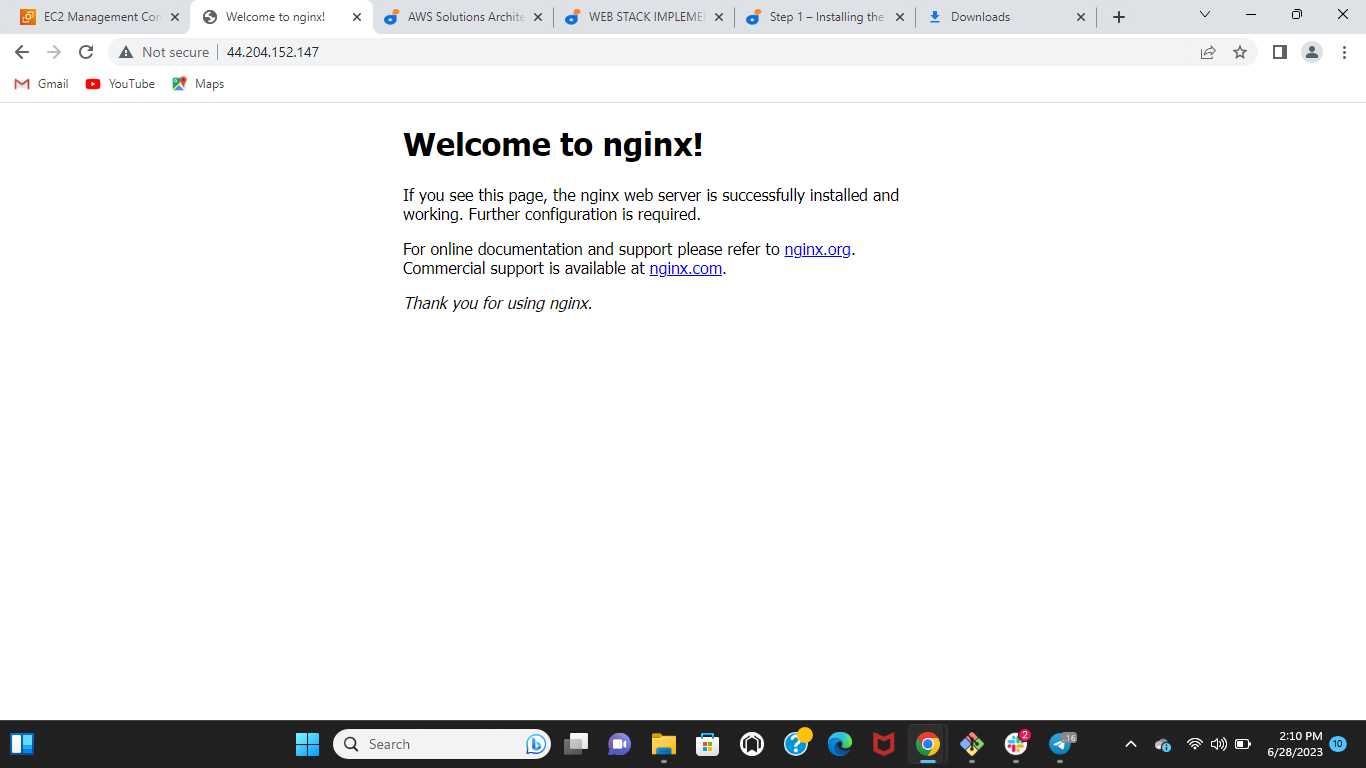 EC2 Management Con
Welcome to nginx!
AWS Solutions Archite
WEB STACK IMPLEME
Step 1 – Installing the
Downloads
Not secure
44.204.152.147
Gmail
YouTube
Maps
Welcome to nginx!
If you see this page, the nginx web server is successfully installed and
working. Further configuration is required.
For online documentation and support please refer to nginx.org.
Commercial support is available at nginx.com.
Thank you for using nginx.
Search
2
16
2:10 PM
6/28/2023
10